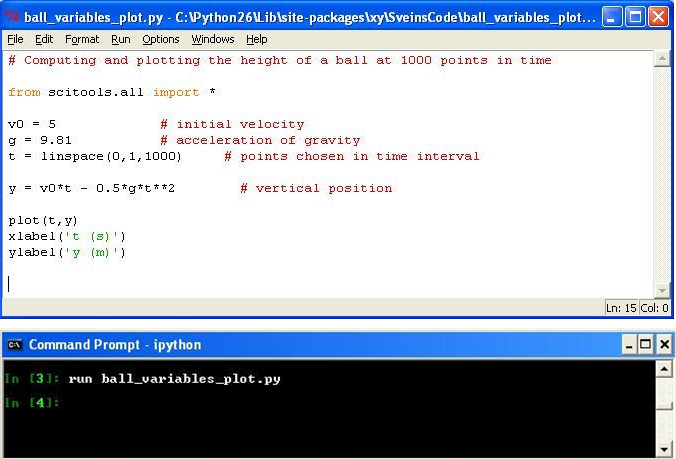 ball_variables_plot.py - C:\Python26\Lib\site-packages\xy\SveinsCode\ball_variables_plot...
File Edit Format Run Options Windows Help
# Computing and plotting the height of a ball at 1000 points in time
from scitools.all import *
v0 = 5 # initial velocity
g = 9.81 # acceleration of gravity
t = linspace(0,1,1000) # points chosen in time interval
y = v0*t - 0.5*g*t**2 # vertical position
plot(t,y)
xlabel('t (s)')
ylabel('y (m)')
Ln: 15 Col: 0
C:\ Command Prompt - ipython
In [3]: run ball_variables_plot.py
In [4]: